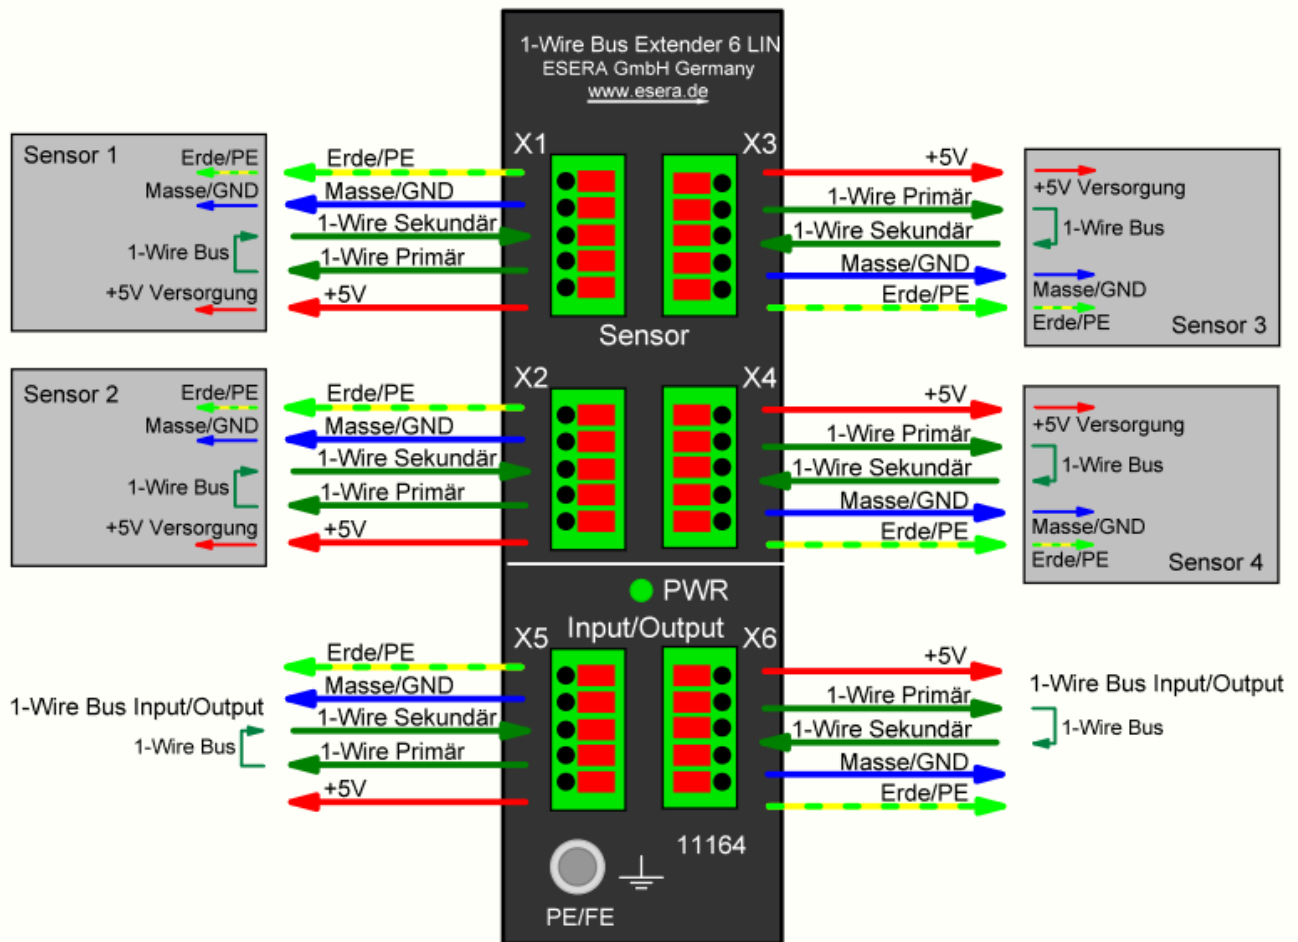 1-Wire Bus Extender 6 LIN
ESERA GmbH Germany
www.esera.de
X1
X3
Sensor 1
Erde/PE
Masse/GND
1-Wire Bus
+5V Versorgung
Erde/PE
Masse/GND
1-Wire Sekundär
1-Wire Primär
+5V
+5V
1-Wire Primär
1-Wire Sekundär
Masse/GND
Erde/PE
+5V Versorgung
1-Wire Bus
Masse/GND
Erde/PE
Sensor 3
Sensor
X2
X4
Sensor 2
Erde/PE
Masse/GND
1-Wire Bus
+5V Versorgung
Erde/PE
Masse/GND
1-Wire Sekundär
1-Wire Primär
+5V
+5V
1-Wire Primär
1-Wire Sekundär
Masse/GND
Erde/PE
+5V Versorgung
1-Wire Bus
Masse/GND
Erde/PE
Sensor 4
PWR
Input/Output
X5
X6
1-Wire Bus Input/Output
1-Wire Bus
Erde/PE
Masse/GND
1-Wire Sekundär
1-Wire Primär
+5V
+5V
1-Wire Primär
1-Wire Sekundär
Masse/GND
Erde/PE
1-Wire Bus Input/Output
1-Wire Bus
11164
PE/FE